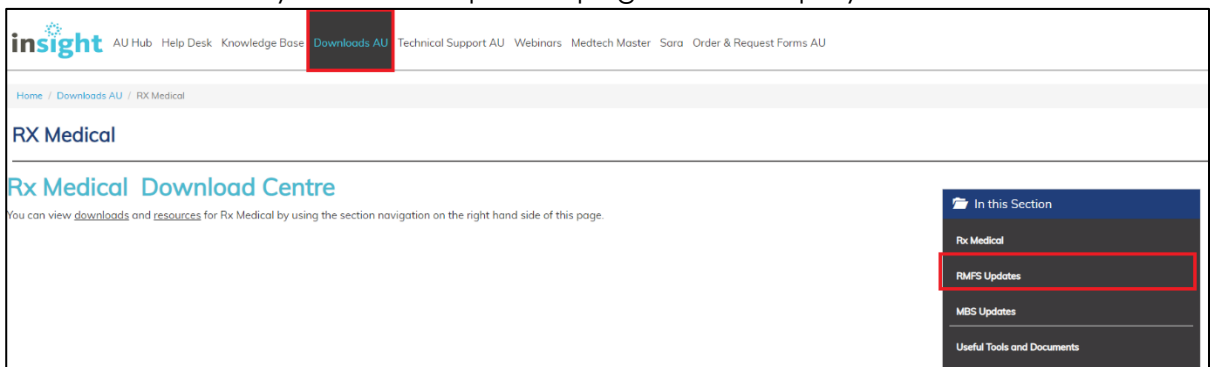 insight AU Hub Help Desk Knowledge Base Downloads AU Technical Support AU Webinars Medtech Master Sara Order & Request Forms AU
Home / Downloads AU / RX Medical
RX Medical
Rx Medical Download Centre
You can view downloads and resources for Rx Medical by using the section navigation on the right hand side of this page.
In this Section
Rx Medical
RMFS Updates
MBS Updates
Useful Tools and Documents